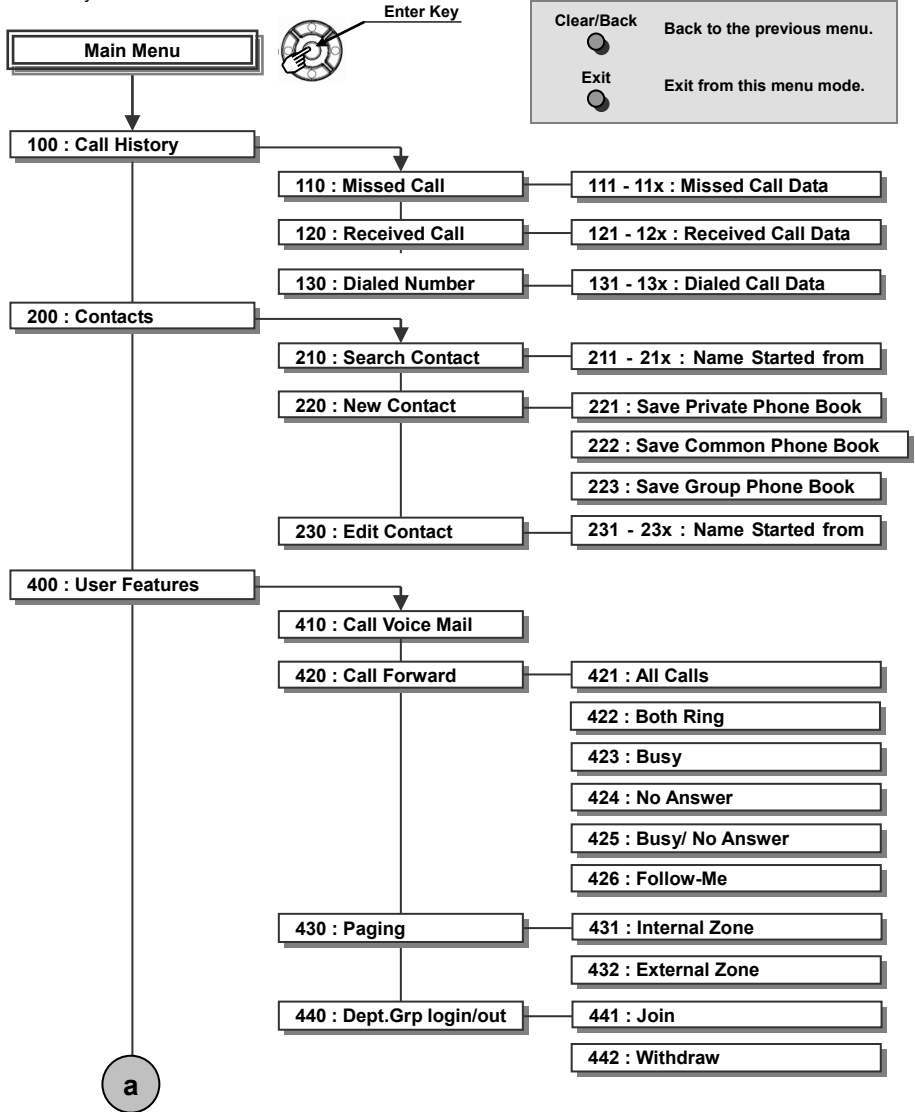 Enter Key
Clear/Back
Back to the previous menu.
Exit
Exit from this menu mode.
Main Menu
100 : Call History
110 : Missed Call
111 - 11x : Missed Call Data
120 : Received Call
121 - 12x : Received Call Data
130 : Dialed Number
131 - 13x : Dialed Call Data
200 : Contacts
210 : Search Contact
211 - 21x : Name Started from
220 : New Contact
221 : Save Private Phone Book
222 : Save Common Phone Book
223 : Save Group Phone Book
230 : Edit Contact
231 - 23x : Name Started from
400 : User Features
410 : Call Voice Mail
420 : Call Forward
421 : All Calls
422 : Both Ring
423 : Busy
424 : No Answer
425 : Busy/ No Answer
426 : Follow-Me
430 : Paging
431 : Internal Zone
432 : External Zone
440 : Dept.Grp login/out
441 : Join
442 : Withdraw
a